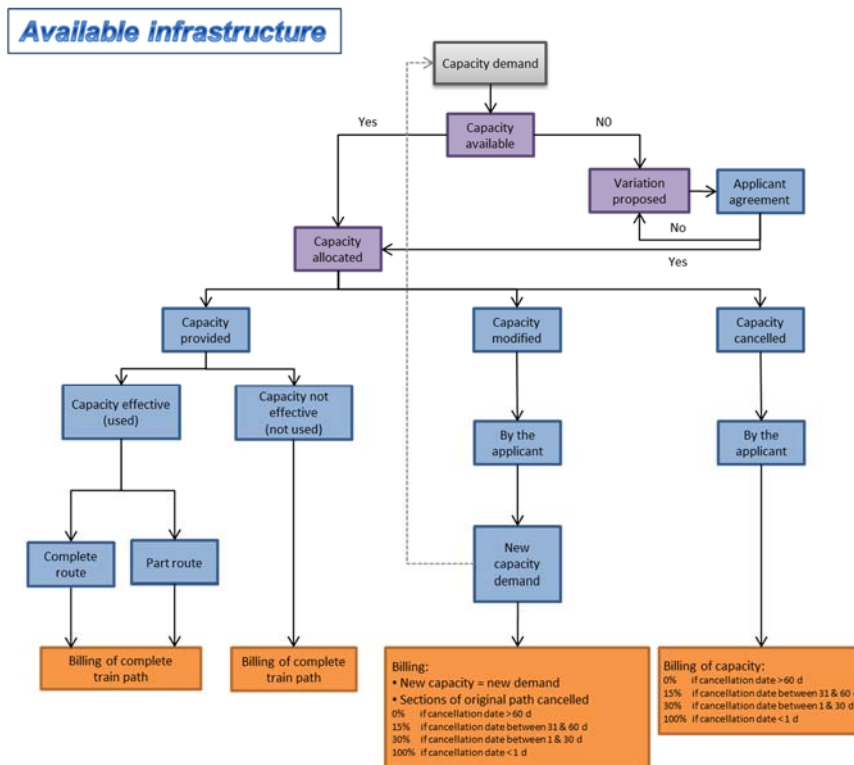 Available infrastructure
Capacity demand
Yes
Capacity
available
N0
Variation
proposed
Applicant
agreement
No
Capacity
allocated
Yes
Capacity
provided
Capacity
modified
Capacity
cancelled
Capacity effective
(used)
Capacity not
effective
(not used)
By the
applicant
By the
applicant
Complete
route
Part route
New
capacity
demand
Billing of complete
train path
Billing of complete
train path
Billing:
• New capacity = new demand
• Sections of original path cancelled
0% if cancellation date >60 d
15% if cancellation date between 31 & 60 d
30% if cancellation date between 1 & 30 d
100% if cancellation date < 1 d
Billing of capacity:
0% if cancellation date >60 d
15% if cancellation date between 31 & 60 d
30% if cancellation date between 1 & 30 d
100% if cancellation date < 1 d